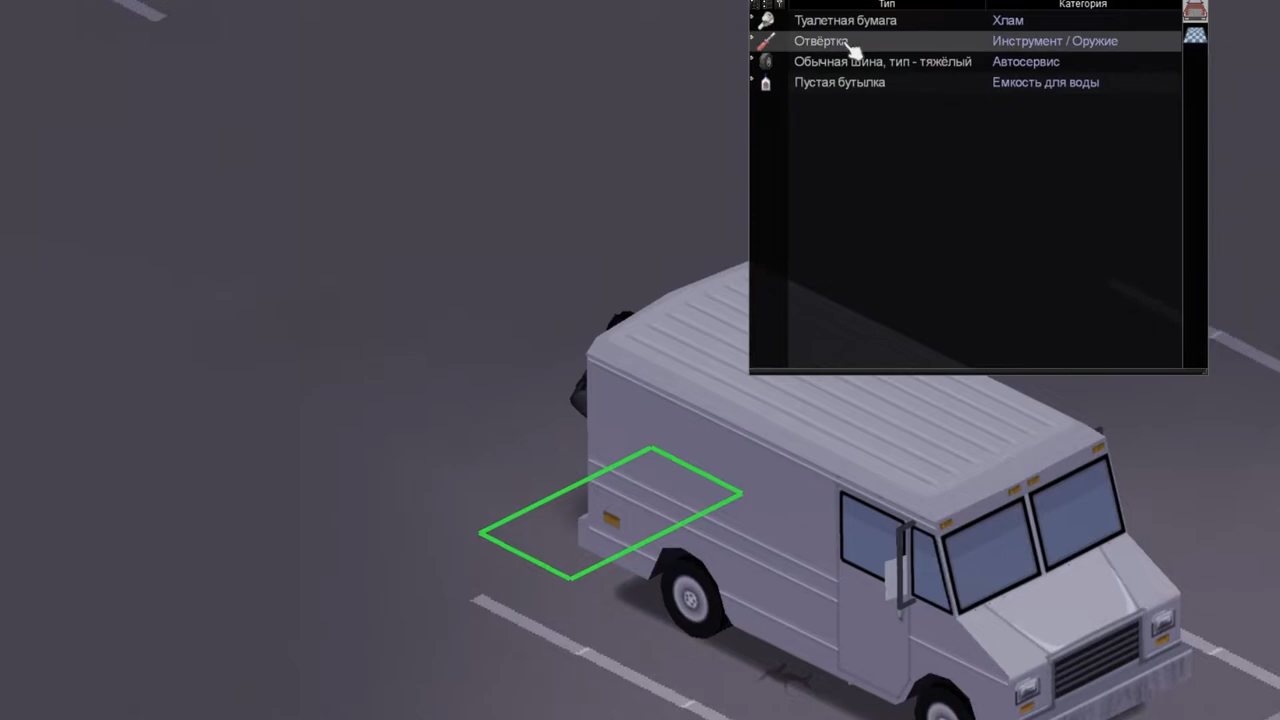 Тип Категория
Туалетная бумага Хлам
Отвёртка Инструмент / Оружие
Обычная шина, тип - тяжёлый Автосервис
Пустая бутылка Емкость для воды